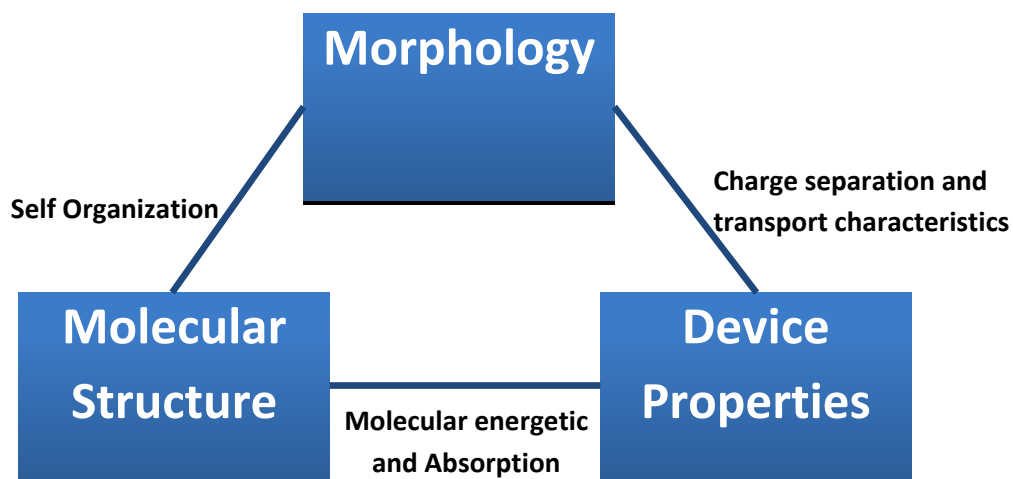 Morphology
Self Organization
Charge separation and
transport characteristics
Molecular
Structure
Device
Properties
Molecular energetic
and Absorption